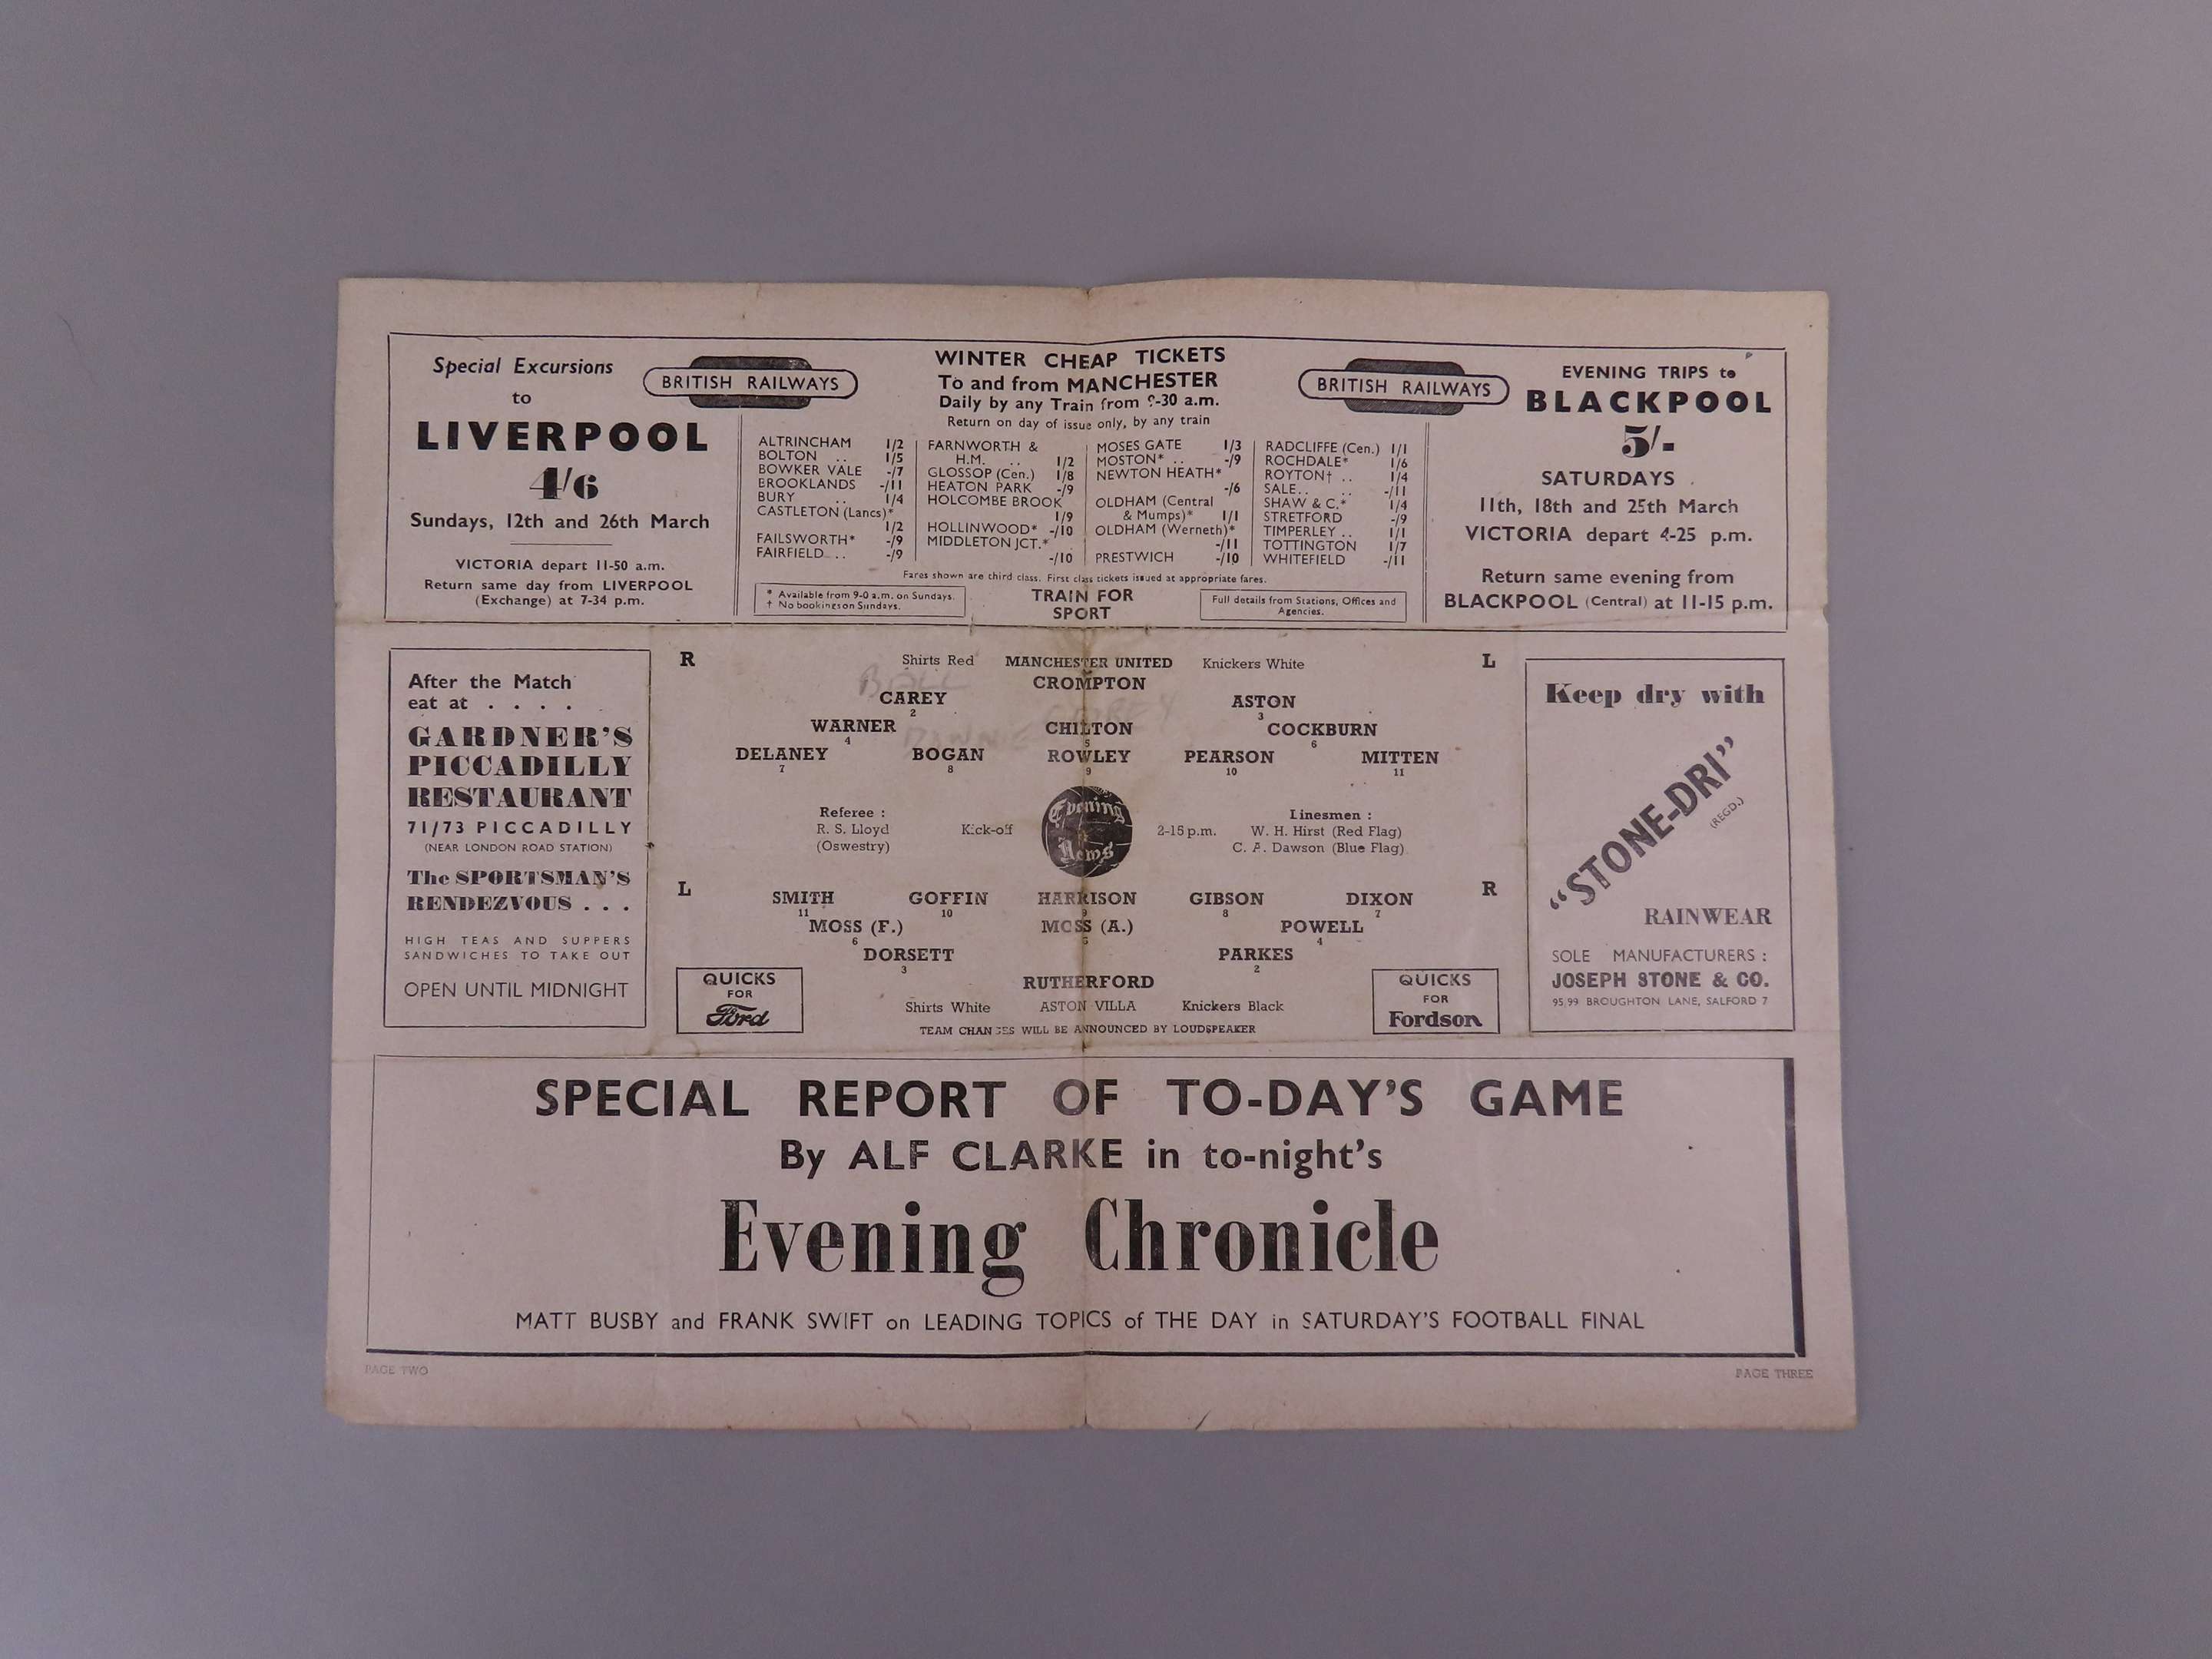 Special Excursions
to
LIVERPOOL
4/6
Sundays, 12th and 26th March
VICTORIA depart 11-50 a.m.
Return same day from LIVERPOOL
(Exchange) at 7-34 p.m.
BRITISH RAILWAYS
WINTER CHEAP TICKETS
To and from MANCHESTER
Daily by any Train from 9-30 a.m.
Return on day of issue only, by any train
BRITISH RAILWAYS
ALTRINCHAM 1/2
BOLTON .. 1/5
BOWKER VALE -/7
BROOKLANDS -/11
BURY .. 1/4
CASTLETON (Lancs)*
1/2
FAILSWORTH* -/9
FAIRFIELD .. -/9
FARNWORTH &
H.M. .. 1/2
GLOSSOP (Cen.) 1/8
HEATON PARK -/9
HOLCOMBE BROOK
1/9
HOLLINWOOD* -/10
MIDDLETON JCT.*
-/10
MOSES GATE 1/3
MOSTON* .. -/9
NEWTON HEATH*
-/6
OLDHAM (Central
& Mumps)* 1/1
OLDHAM (Werneth)*
-/11
PRESTWICH -/10
RADCLIFFE (Cen.) 1/1
ROCHDALE* 1/6
ROYTON† .. 1/4
SALE.. .. -/11
SHAW & C.* 1/4
STRETFORD -/9
TIMPERLEY .. 1/1
TOTTINGTON 1/7
WHITEFIELD -/11
Fares shown are third class. First class tickets issued at appropriate fares.
* Available from 9-0 a.m. on Sundays.
† No bookings on Sundays.
TRAIN FOR
SPORT
Full details from Stations, Offices and
Agencies.
EVENING TRIPS to
BLACKPOOL
5/-
SATURDAYS
11th, 18th and 25th March
VICTORIA depart 4-25 p.m.
Return same evening from
BLACKPOOL (Central) at 11-15 p.m.
After the Match
eat at . . . .
GARDNER'S
PICCADILLY
RESTAURANT
71/73 PICCADILLY
(NEAR LONDON ROAD STATION)
The SPORTSMAN'S
RENDEZVOUS . . .
HIGH TEAS AND SUPPERS
SANDWICHES TO TAKE OUT
OPEN UNTIL MIDNIGHT
R Shirts Red MANCHESTER UNITED Knickers White L
CROMPTON
BALL
CAREY ASTON
2 3
CAREY
WARNER CHILTON COCKBURN
4 5 6
DELANEY BOGAN ROWLEY PEARSON MITTEN
7 8 9 10 11
Referee : Linesmen :
R. S. Lloyd Kick-off Evening News 2-15 p.m. W. H. Hirst (Red Flag)
(Oswestry) C. A. Dawson (Blue Flag)
L R
SMITH GOFFIN HARRISON GIBSON DIXON
11 10 9 8 7
MOSS (F.) MOSS (A.) POWELL
6 5 4
DORSETT PARKES
3 2
RUTHERFORD
Shirts White ASTON VILLA Knickers Black
TEAM CHANGES WILL BE ANNOUNCED BY LOUDSPEAKER
QUICKS
FOR
Ford
QUICKS
FOR
Fordson
Keep dry with
"STONE-DRI"
(REGD.)
RAINWEAR
SOLE MANUFACTURERS :
JOSEPH STONE & CO.
95,99 BROUGHTON LANE, SALFORD 7
SPECIAL REPORT OF TO-DAY'S GAME
By ALF CLARKE in to-night's
Evening Chronicle
MATT BUSBY and FRANK SWIFT on LEADING TOPICS of THE DAY in SATURDAY'S FOOTBALL FINAL
PAGE TWO PAGE THREE